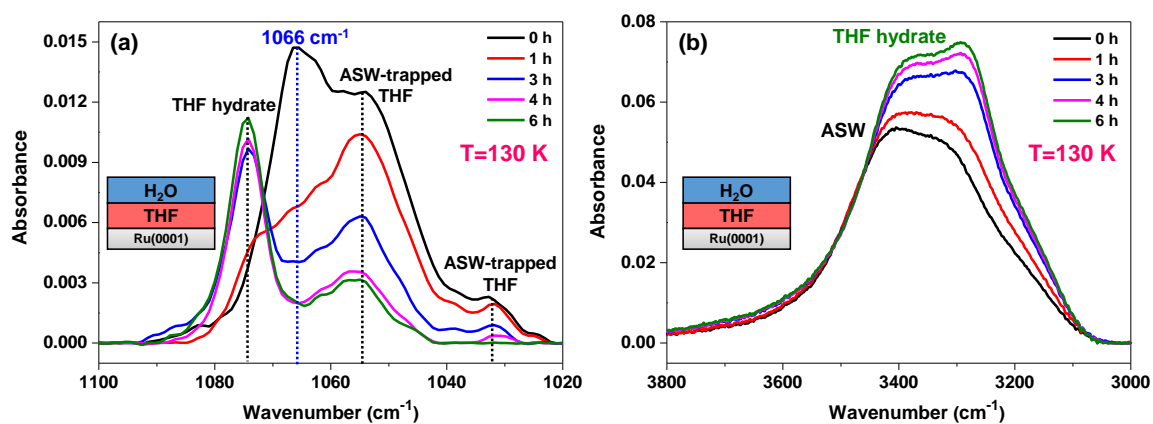 (a)
1066 cm⁻¹
0 h
1 h
3 h
4 h
6 h
ASW-trapped
THF
THF hydrate
T=130 K
H₂O
THF
Ru(0001)
ASW-trapped
THF
0.015
0.012
0.009
0.006
0.003
0.000
Absorbance
1100
1080
1060
1040
1020
Wavenumber (cm⁻¹)
(b)
THF hydrate
0 h
1 h
3 h
4 h
6 h
ASW
T=130 K
H₂O
THF
Ru(0001)
0.08
0.06
0.04
0.02
0.00
Absorbance
3800
3600
3400
3200
3000
Wavenumber (cm⁻¹)